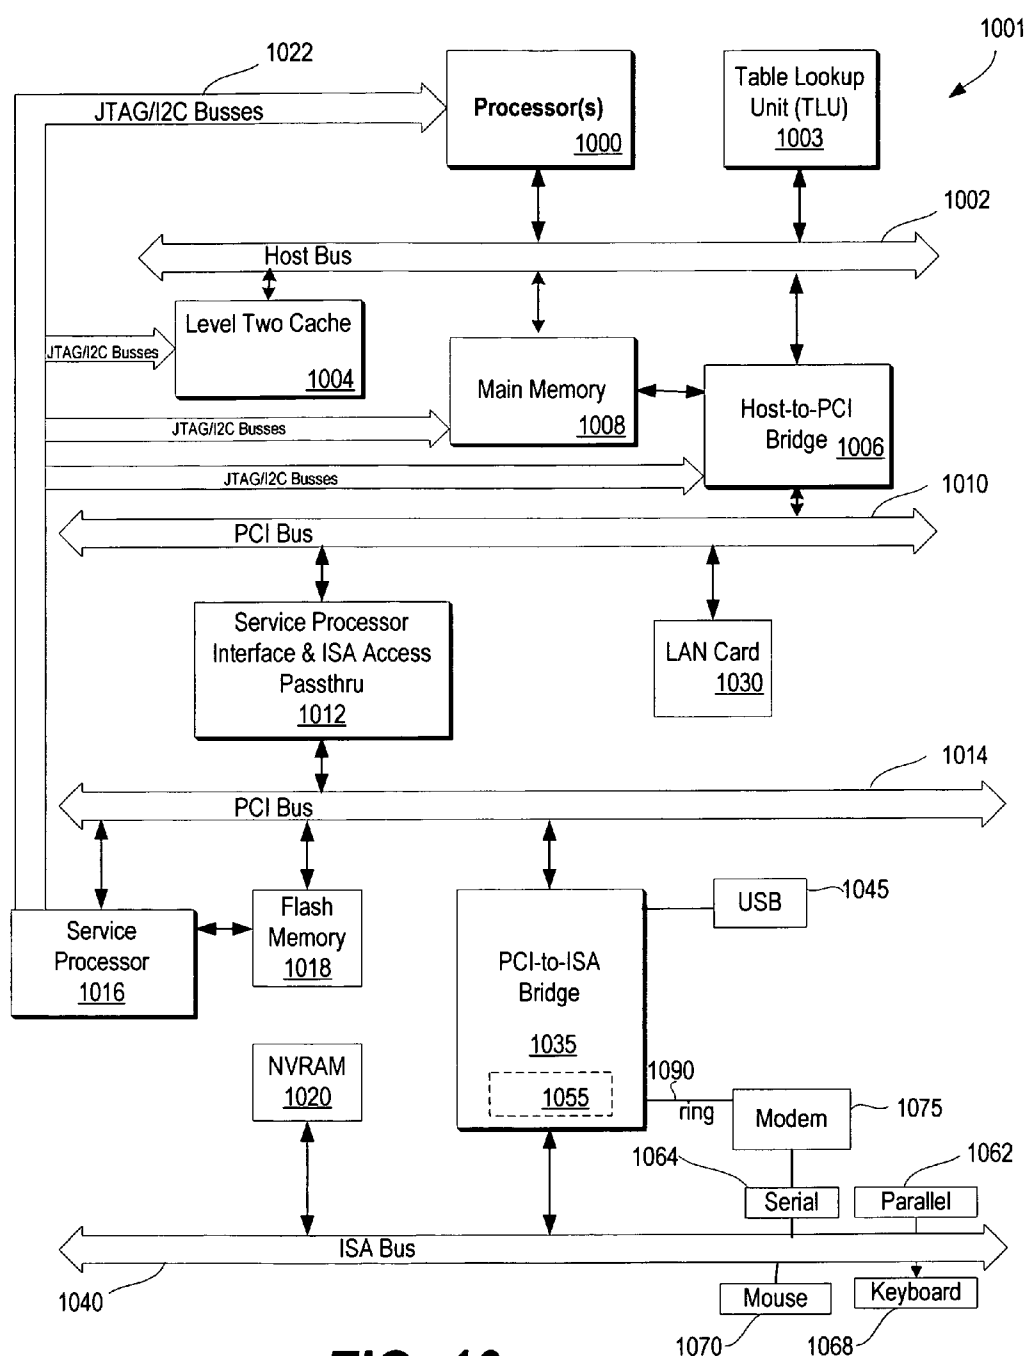 1001
1022
JTAG/I2C Busses
Processor(s)
1000
Table Lookup
Unit (TLU)
1003
1002
Host Bus
Level Two Cache
1004
JTAG/I2C Busses
Main Memory
1008
Host-to-PCI
Bridge 1006
JTAG/I2C Busses
JTAG/I2C Busses
1010
PCI Bus
Service Processor
Interface & ISA Access
Passthru
1012
LAN Card
1030
1014
PCI Bus
Service
Processor
1016
Flash
Memory
1018
PCI-to-ISA
Bridge
1035
1055
USB
1045
NVRAM
1020
1090
ring
Modem
1075
1064
1062
Serial
Parallel
ISA Bus
1040
Mouse
Keyboard
1070
1068